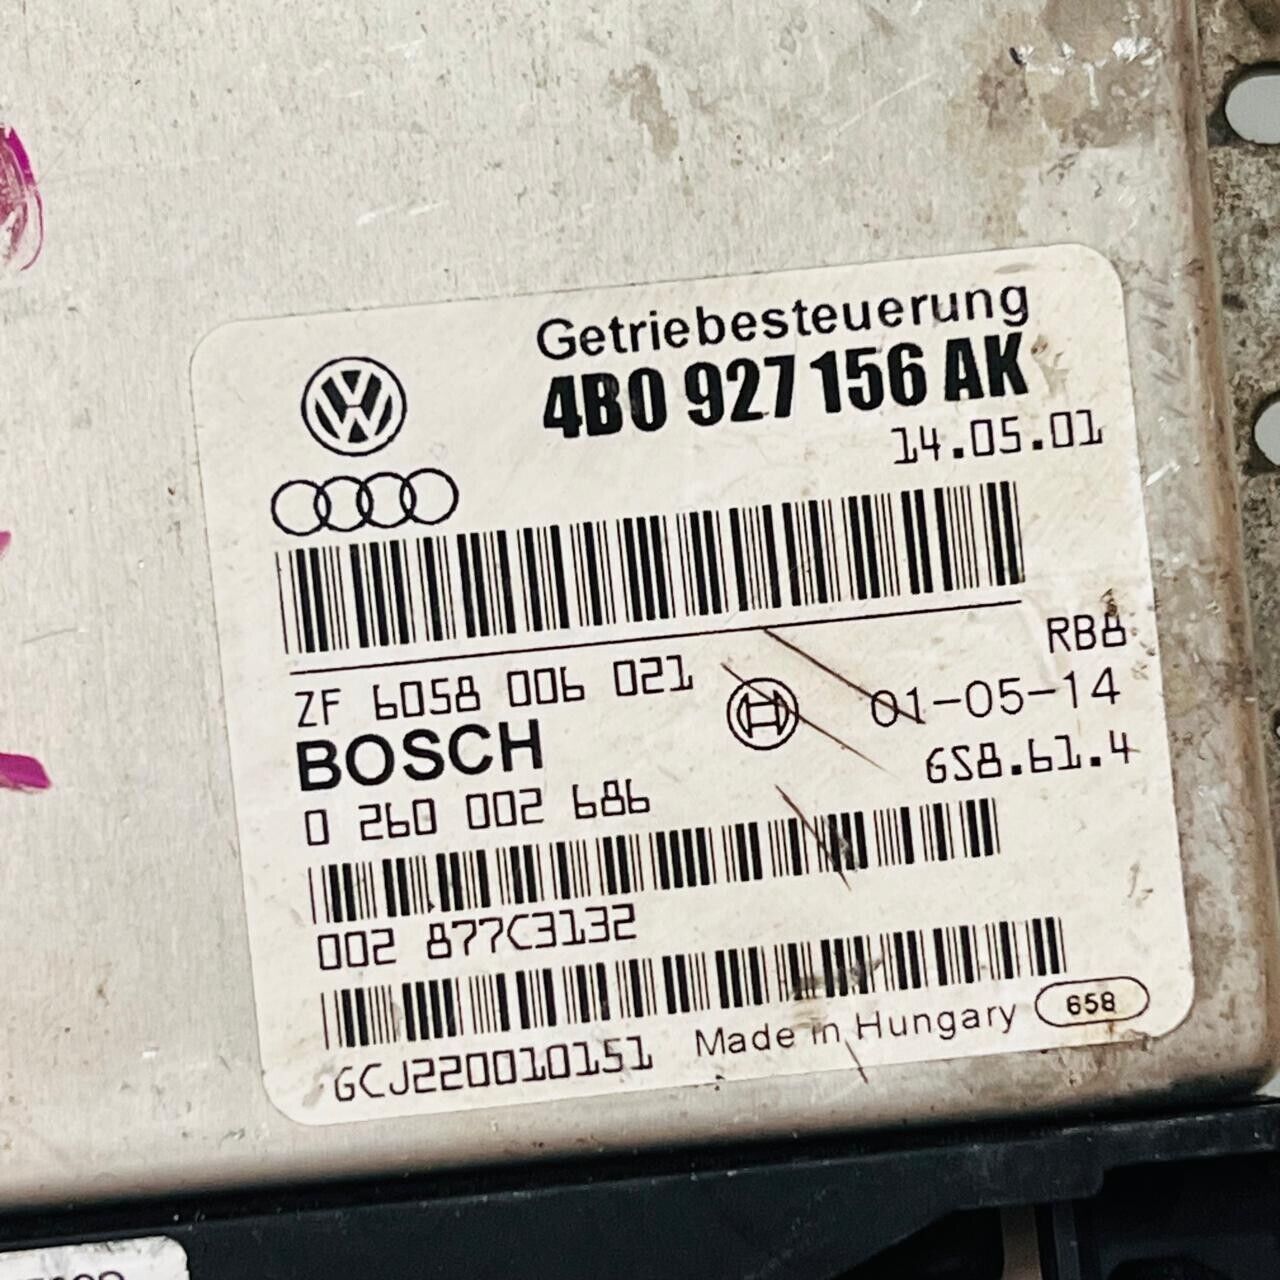 Getriebesteuerung
4B0 927 156 AK
14.05.01
RB8
ZF 6058 006 021
01-05-14
BOSCH
6S8.61.4
0 260 002 686
002 877C3132
GCJ220010151 Made in Hungary 658